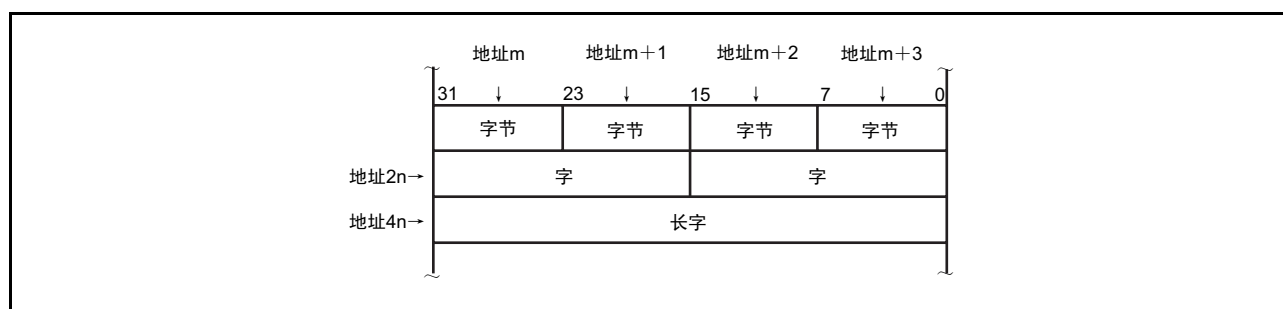 地址m 地址m＋1 地址m＋2 地址m＋3
31 ↓ 23 ↓ 15 ↓ 7 ↓ 0
字节 字节 字节 字节
地址2n→ 字 字
地址4n→ 长字